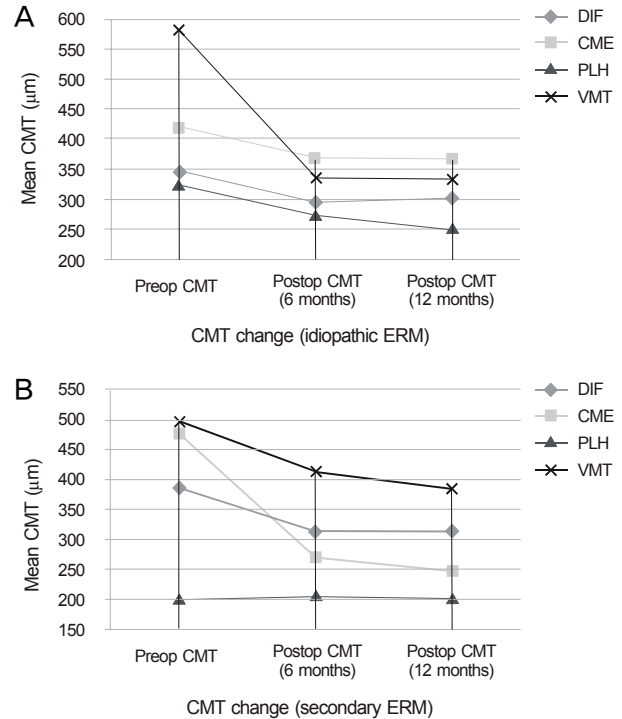 A
600
550
500
450
400
350
300
250
200
Mean CMT (μm)
Preop CMT
Postop CMT
(6 months)
Postop CMT
(12 months)
CMT change (idiopathic ERM)
DIF
CME
PLH
VMT
B
550
500
450
400
350
300
250
200
150
Mean CMT (μm)
Preop CMT
Postop CMT
(6 months)
Postop CMT
(12 months)
CMT change (secondary ERM)
DIF
CME
PLH
VMT